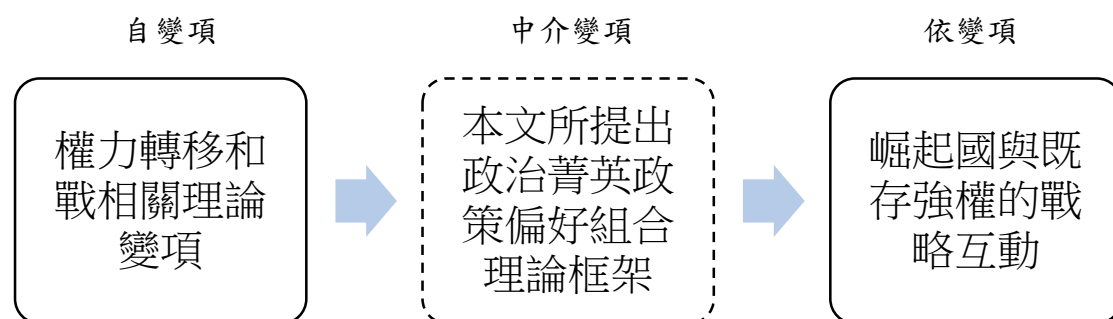 自變項
中介變項
依變項
權力轉移和
戰相關理論
變項
本文所提出
政治菁英政
策偏好組合
理論框架
崛起國與既
存強權的戰
略互動